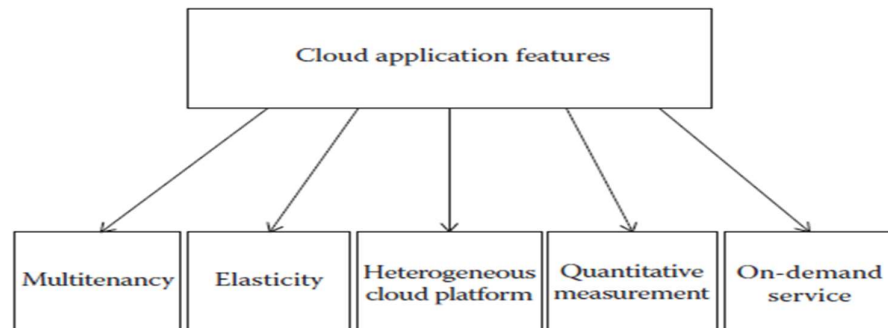 Cloud application features
Multitenancy
Elasticity
Heterogeneous
cloud platform
Quantitative
measurement
On-demand
service